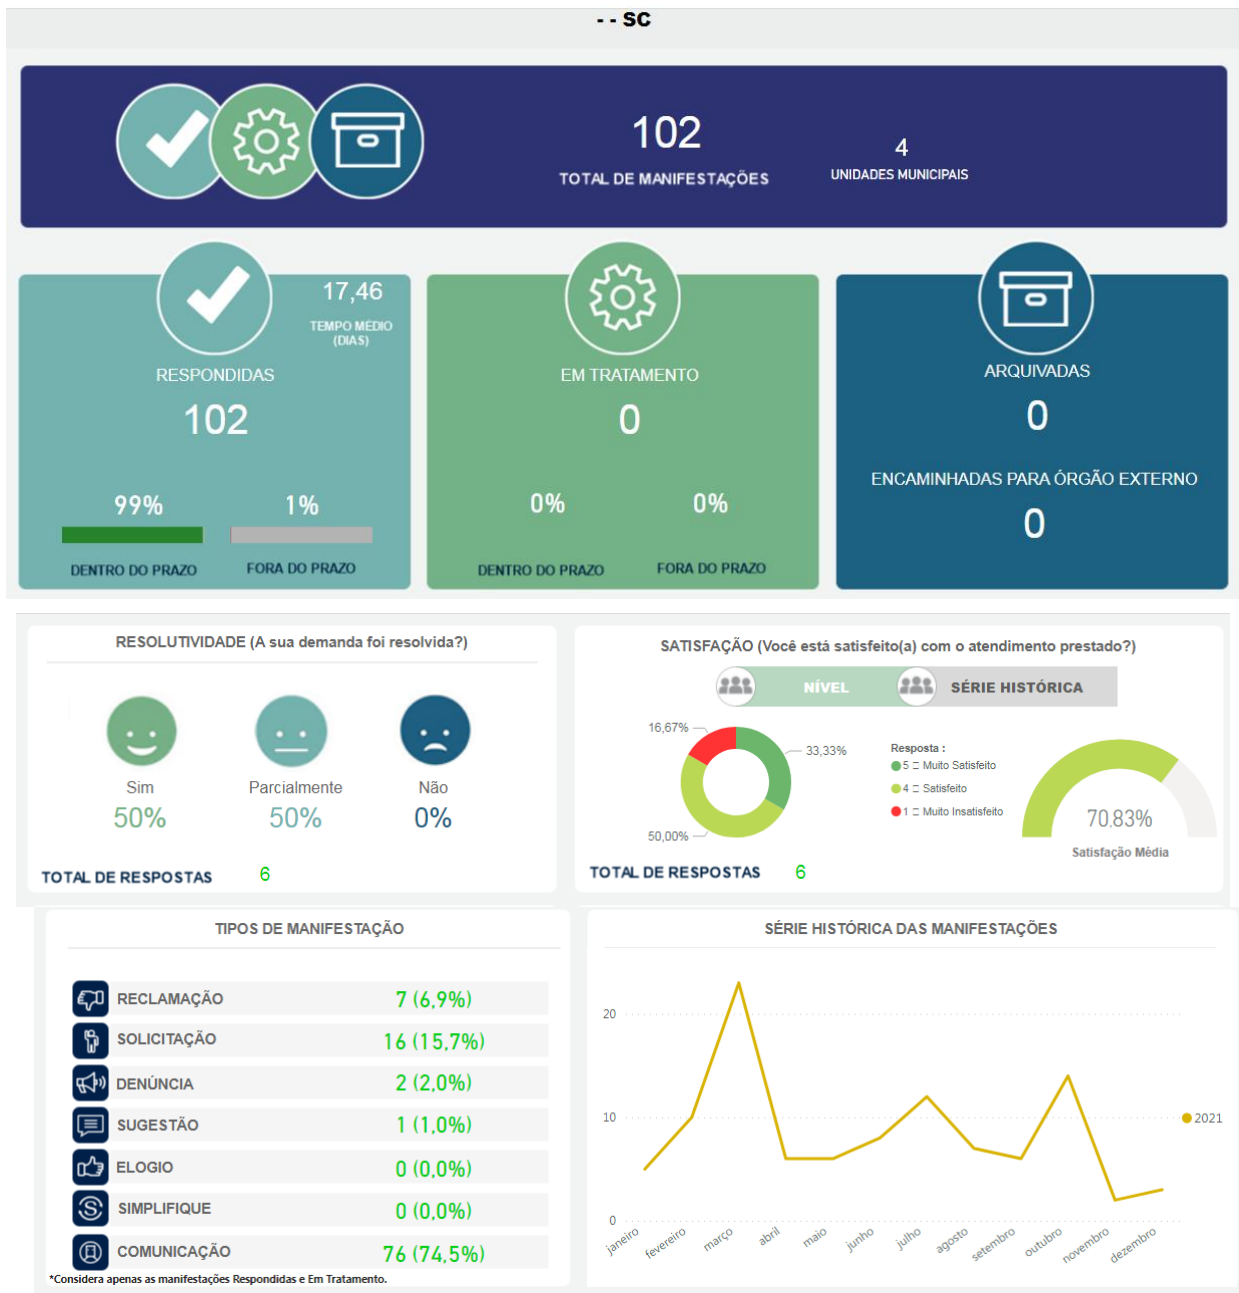 - - SC
102
TOTAL DE MANIFESTAÇÕES
4
UNIDADES MUNICIPAIS
17,46
TEMPO MÉDIO
(DIAS)
RESPONDIDAS
102
99%
1%
DENTRO DO PRAZO
FORA DO PRAZO
EM TRATAMENTO
0
0%
0%
DENTRO DO PRAZO
FORA DO PRAZO
ARQUIVADAS
0
ENCAMINHADAS PARA ÓRGÃO EXTERNO
0
RESOLUTIVIDADE (A sua demanda foi resolvida?)
Sim
Parcialmente
Não
50%
50%
0%
TOTAL DE RESPOSTAS 6
SATISFAÇÃO (Você está satisfeito(a) com o atendimento prestado?)
NÍVEL
SÉRIE HISTÓRICA
16,67%
33,33%
50,00%
Resposta :
5 □ Muito Satisfeito
4 □ Satisfeito
1 □ Muito Insatisfeito
70.83%
Satisfação Média
TOTAL DE RESPOSTAS 6
TIPOS DE MANIFESTAÇÃO
RECLAMAÇÃO 7 (6,9%)
SOLICITAÇÃO 16 (15,7%)
DENÚNCIA 2 (2,0%)
SUGESTÃO 1 (1,0%)
ELOGIO 0 (0,0%)
SIMPLIFIQUE 0 (0,0%)
COMUNICAÇÃO 76 (74,5%)
*Considera apenas as manifestações Respondidas e Em Tratamento.
SÉRIE HISTÓRICA DAS MANIFESTAÇÕES
20
10
0
2021
janeiro
fevereiro
março
abril
maio
junho
julho
agosto
setembro
outubro
novembro
dezembro